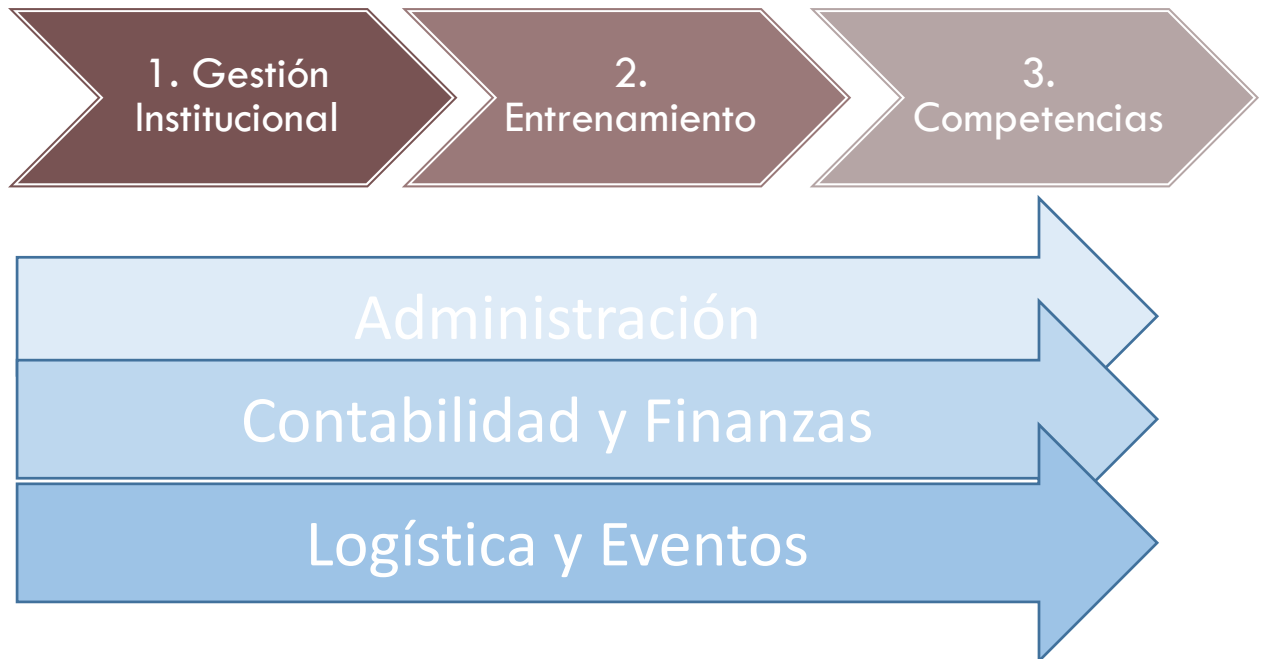 1. Gestión
Institucional
2.
Entrenamiento
3.
Competencias
Administración
Contabilidad y Finanzas
Logística y Eventos